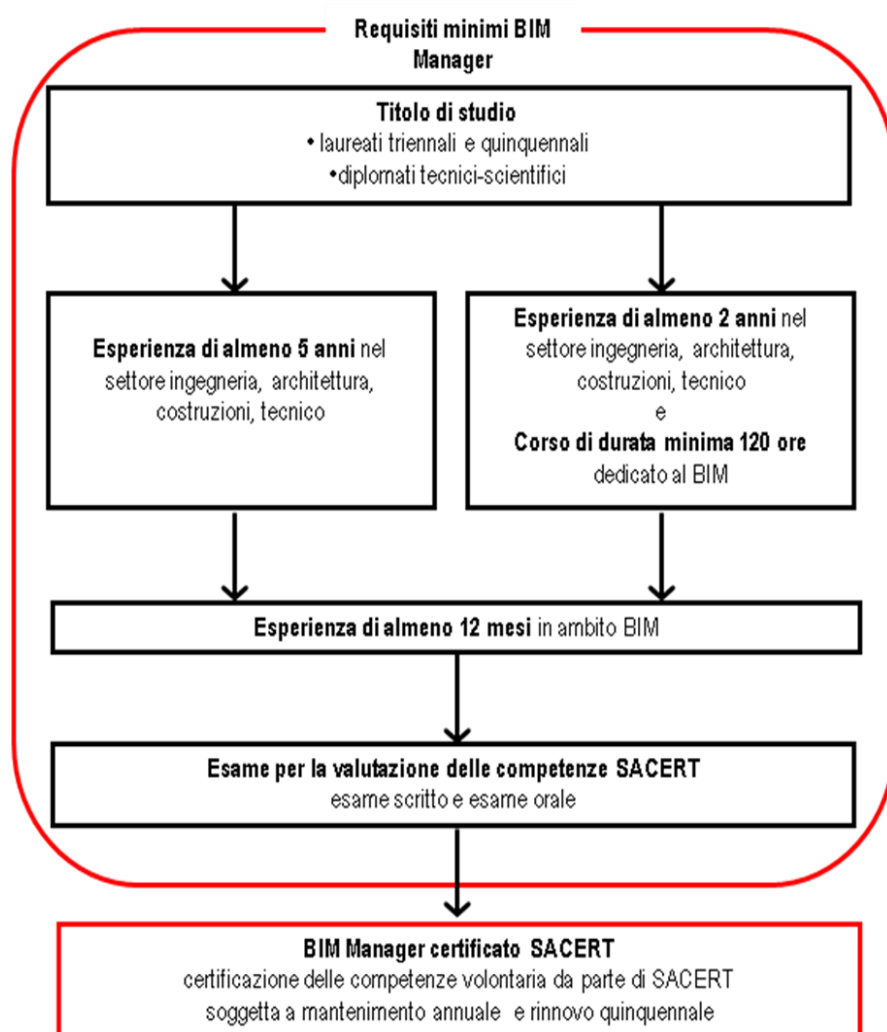 Requisiti minimi BIM
Manager
Titolo di studio
• laureati triennali e quinquennali
•diplomati tecnici-scientifici
Esperienza di almeno 5 anni nel
settore ingegneria, architettura,
costruzioni, tecnico
Esperienza di almeno 2 anni nel
settore ingegneria, architettura,
costruzioni, tecnico
e
Corso di durata minima 120 ore
dedicato al BIM
Esperienza di almeno 12 mesi in ambito BIM
Esame per la valutazione delle competenze SACERT
esame scritto e esame orale
BIM Manager certificato SACERT
certificazione delle competenze volontaria da parte di SACERT
soggetta a mantenimento annuale e rinnovo quinquennale